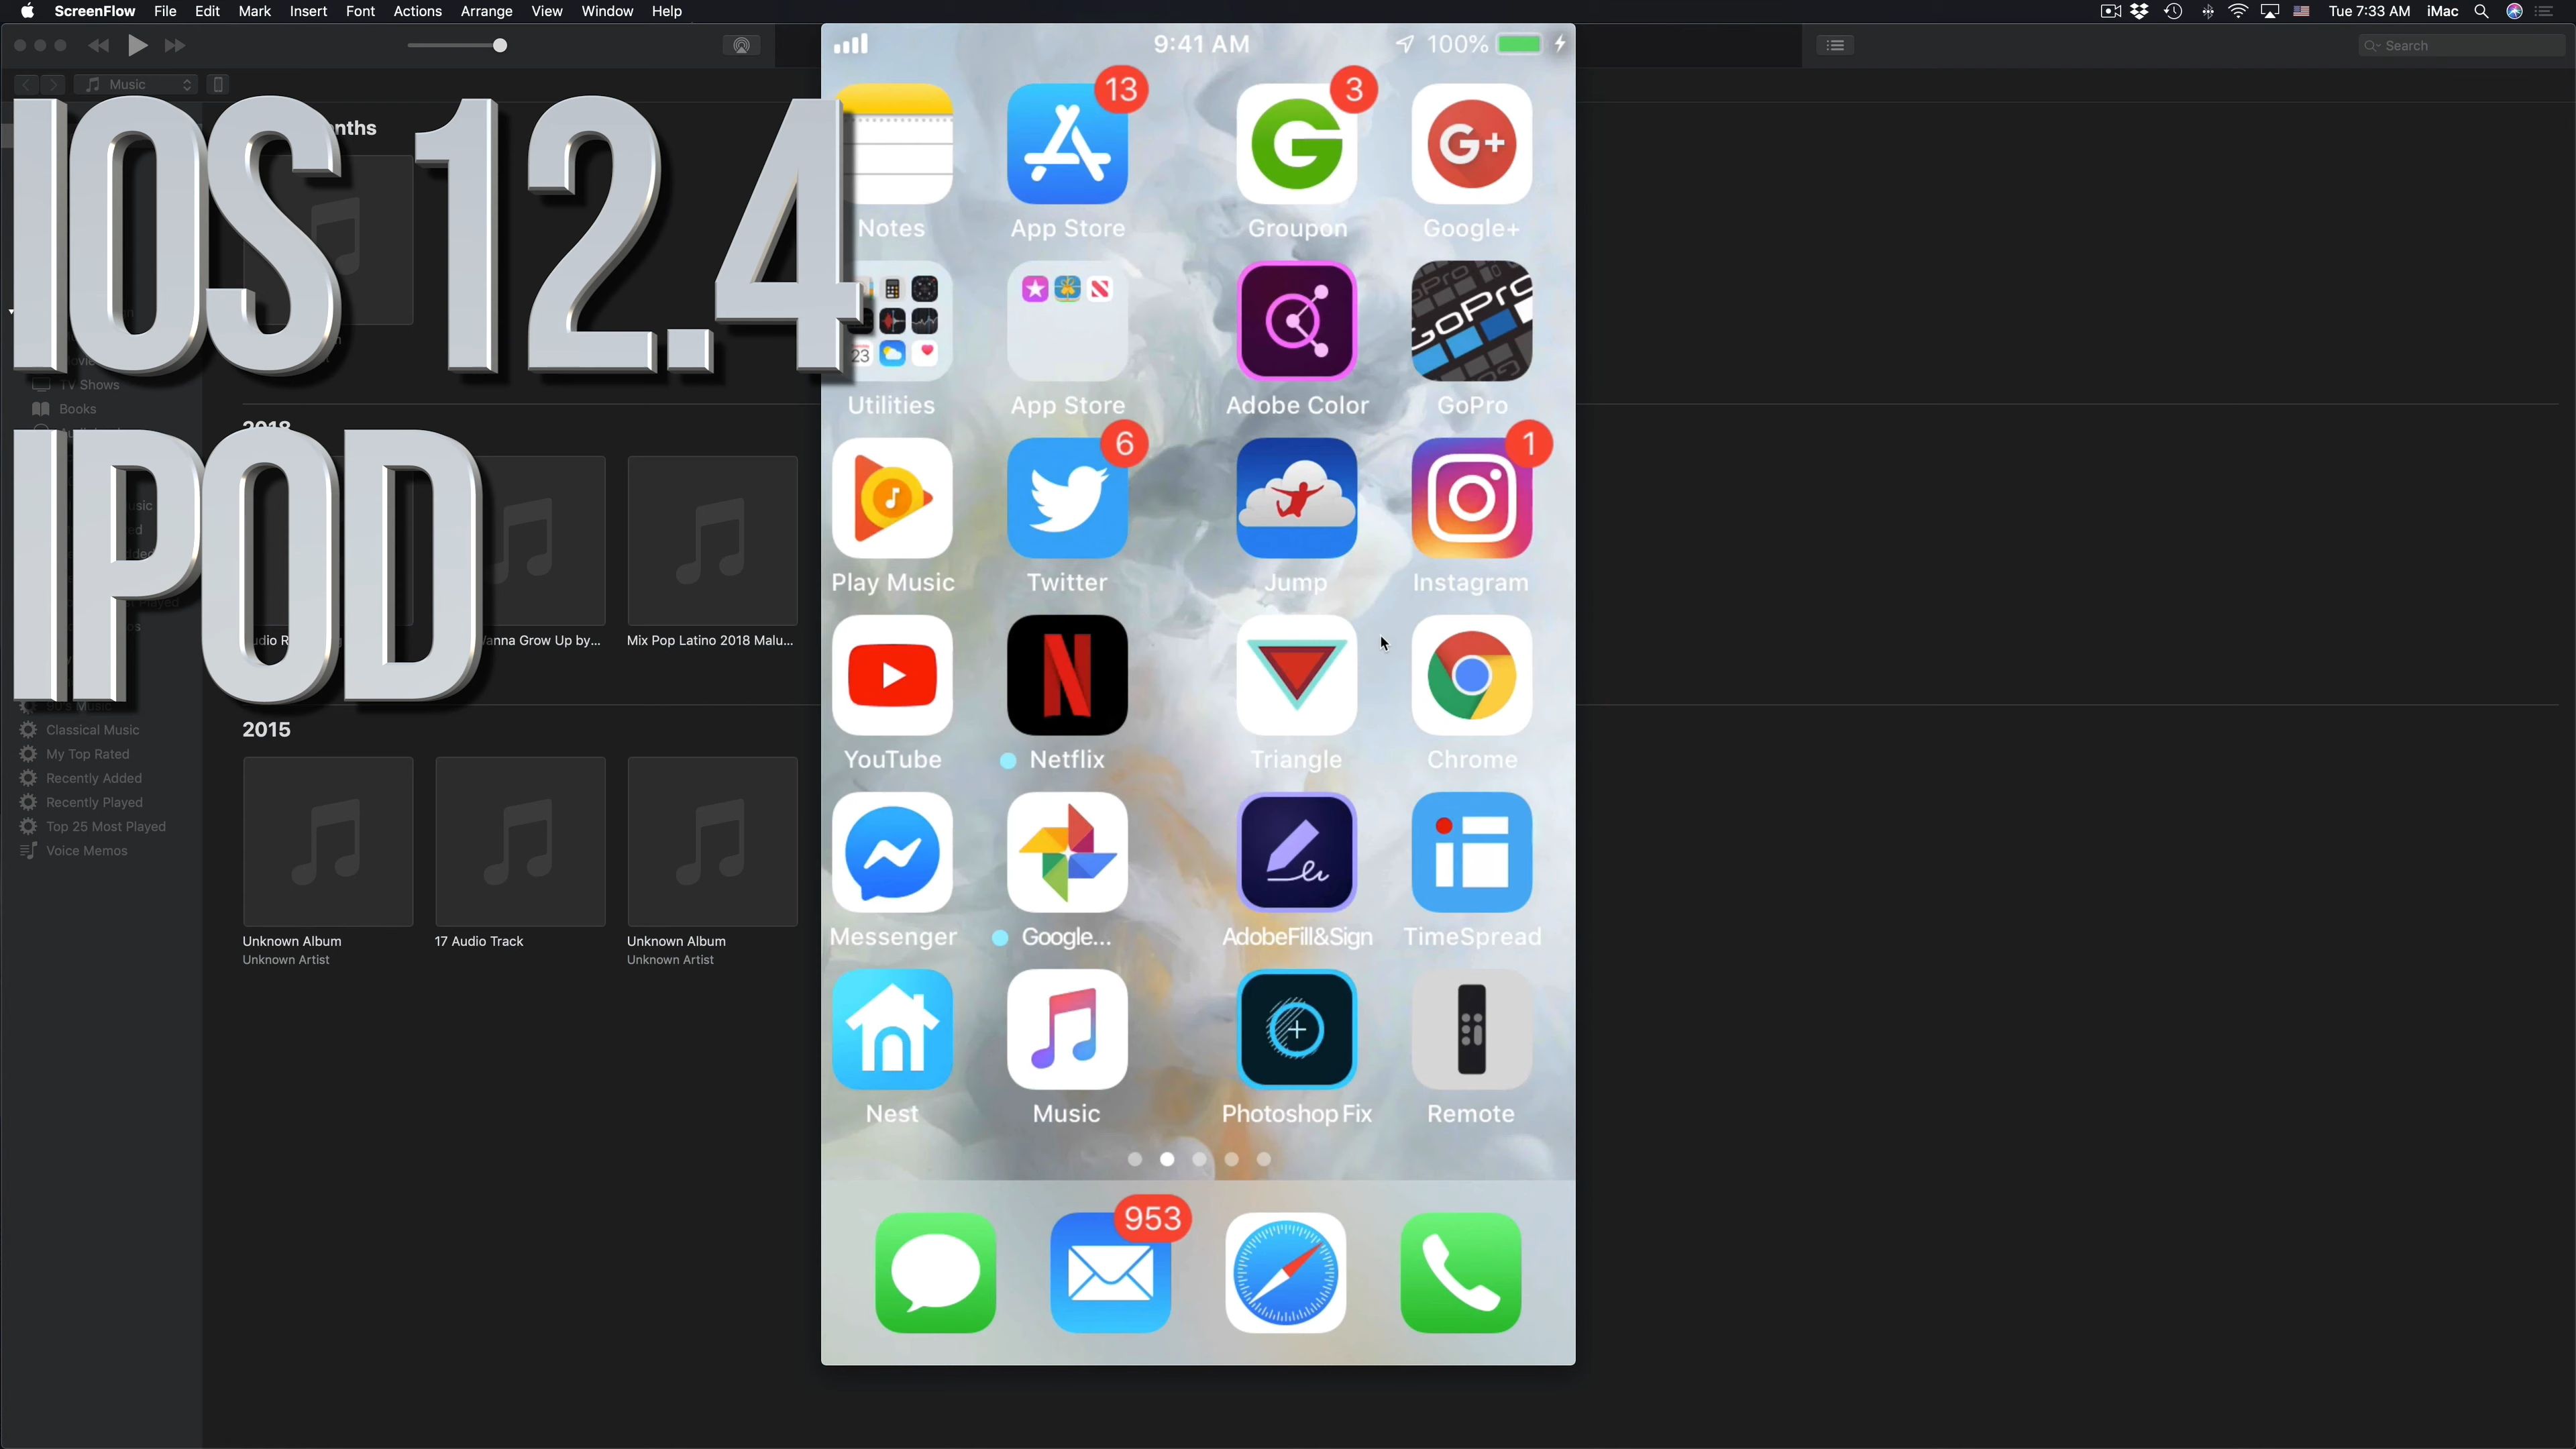 ScreenFlow File Edit Mark Insert Font Actions Arrange View Window Help
Tue 7:33 AM iMac
Search
Music
IOS 12.4
IPOD
TV Shows
Books
2018
Mix Pop Latino 2018 Malu...
Wanna Grow Up by...
Classical Music
My Top Rated
Recently Added
Recently Played
Top 25 Most Played
Voice Memos
2015
Unknown Album
Unknown Artist
17 Audio Track
Unknown Album
Unknown Artist
9:41 AM
100%
13
3
G+
Notes
App Store
Groupon
Google+
23
GoPro
Utilities
App Store
Adobe Color
GoPro
6
1
Play Music
Twitter
Jump
Instagram
YouTube
Netflix
Triangle
Chrome
Messenger
Google...
AdobeFill&Sign
TimeSpread
Nest
Music
Photoshop Fix
Remote
953